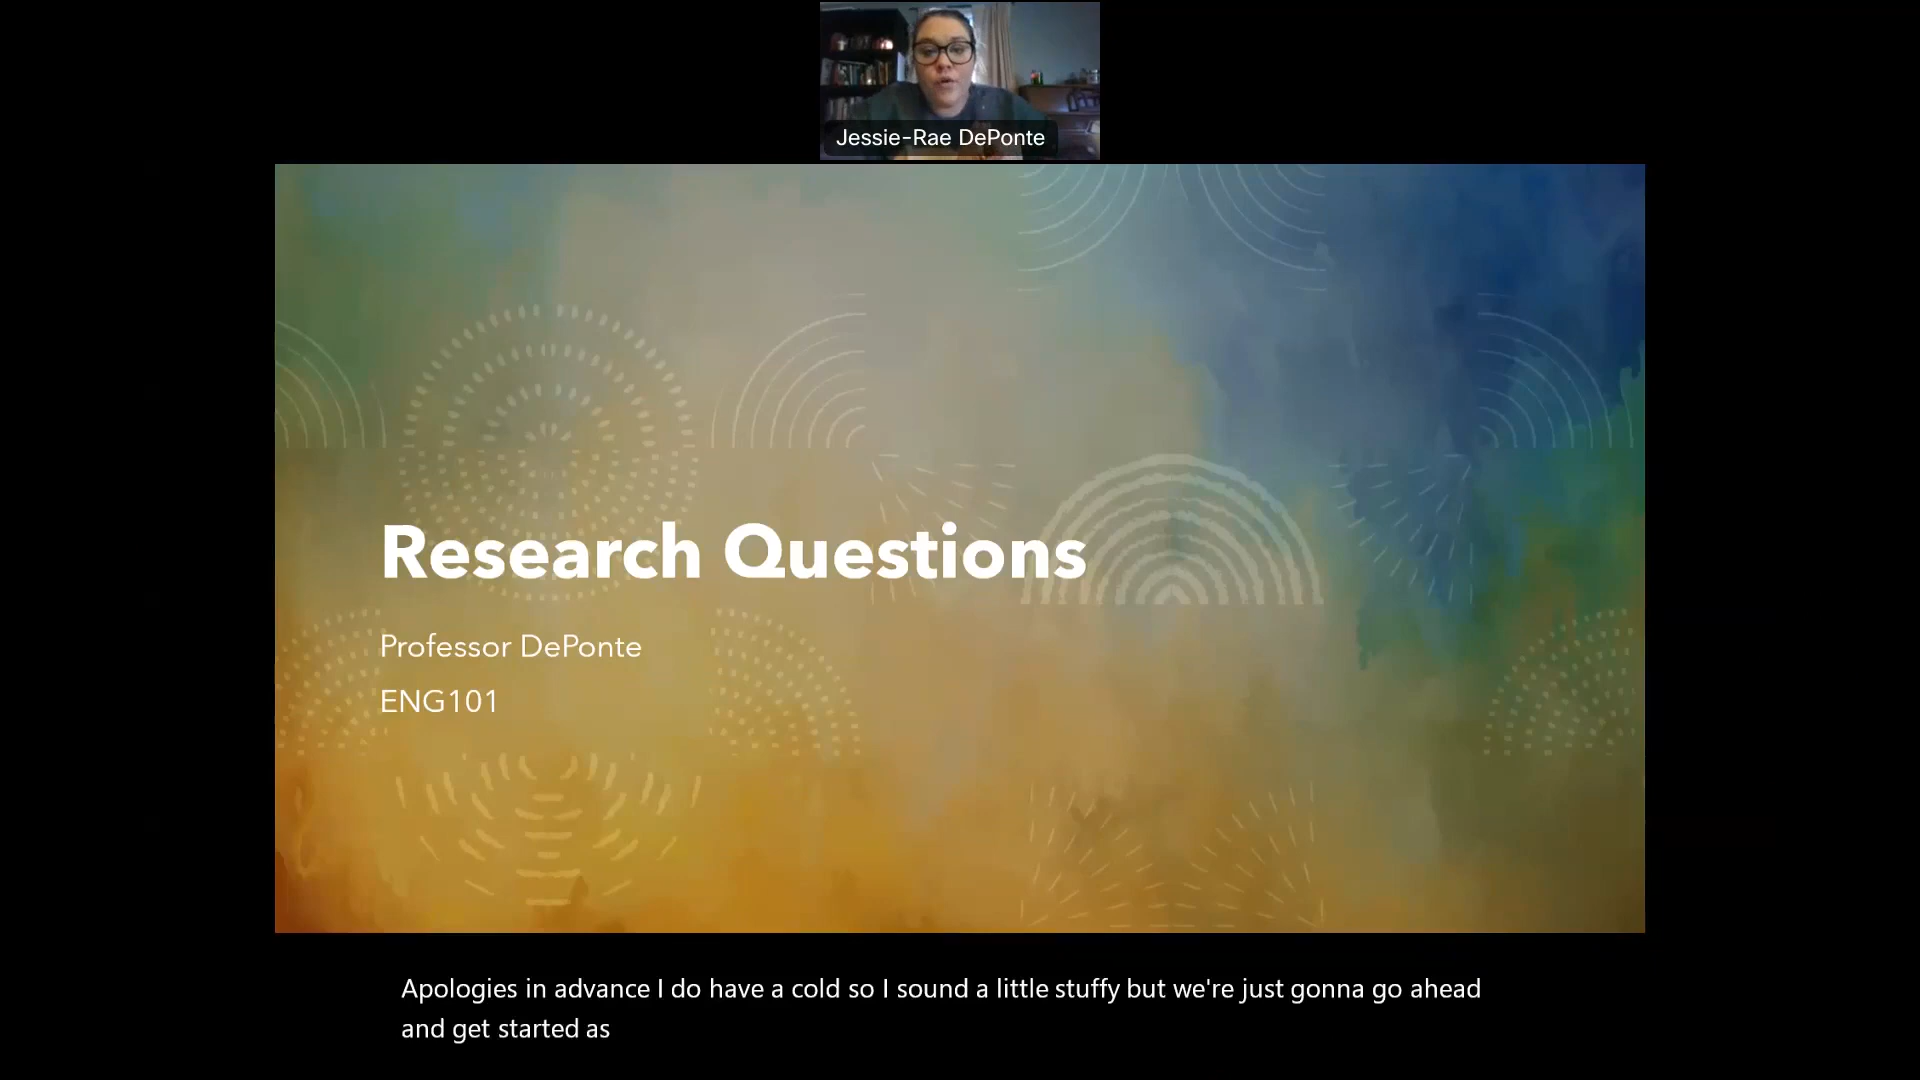 Jessie-Rae DePonte
Research Questions
Professor DePonte
ENG101
Apologies in advance I do have a cold so I sound a little stuffy but we're just gonna go ahead
and get started as